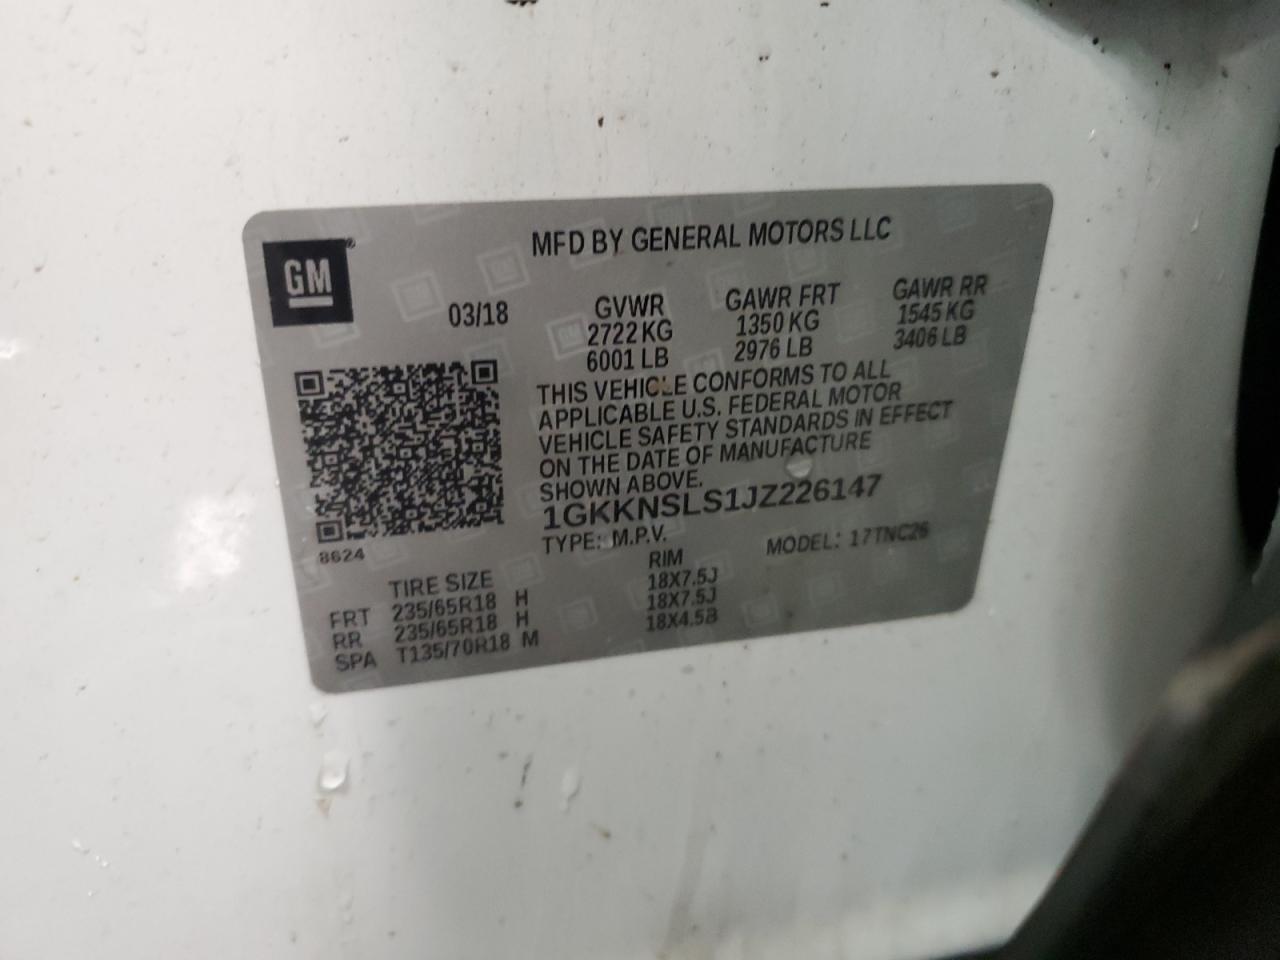 MFD BY GENERAL MOTORS LLC
GM
®
03/18
GVWR
2722 KG
6001 LB
GAWR FRT
1350 KG
2976 LB
GAWR RR
1545 KG
3406 LB
THIS VEHICLE CONFORMS TO ALL
APPLICABLE U.S. FEDERAL MOTOR
VEHICLE SAFETY STANDARDS IN EFFECT
ON THE DATE OF MANUFACTURE
SHOWN ABOVE.
1GKKNSLS1JZ226147
TYPE: M.P.V. MODEL: 17TNC26
8624
TIRE SIZE RIM
FRT 235/65R18 H 18X7.5J
RR 235/65R18 H 18X7.5J
SPA T135/70R18 M 18X4.5B